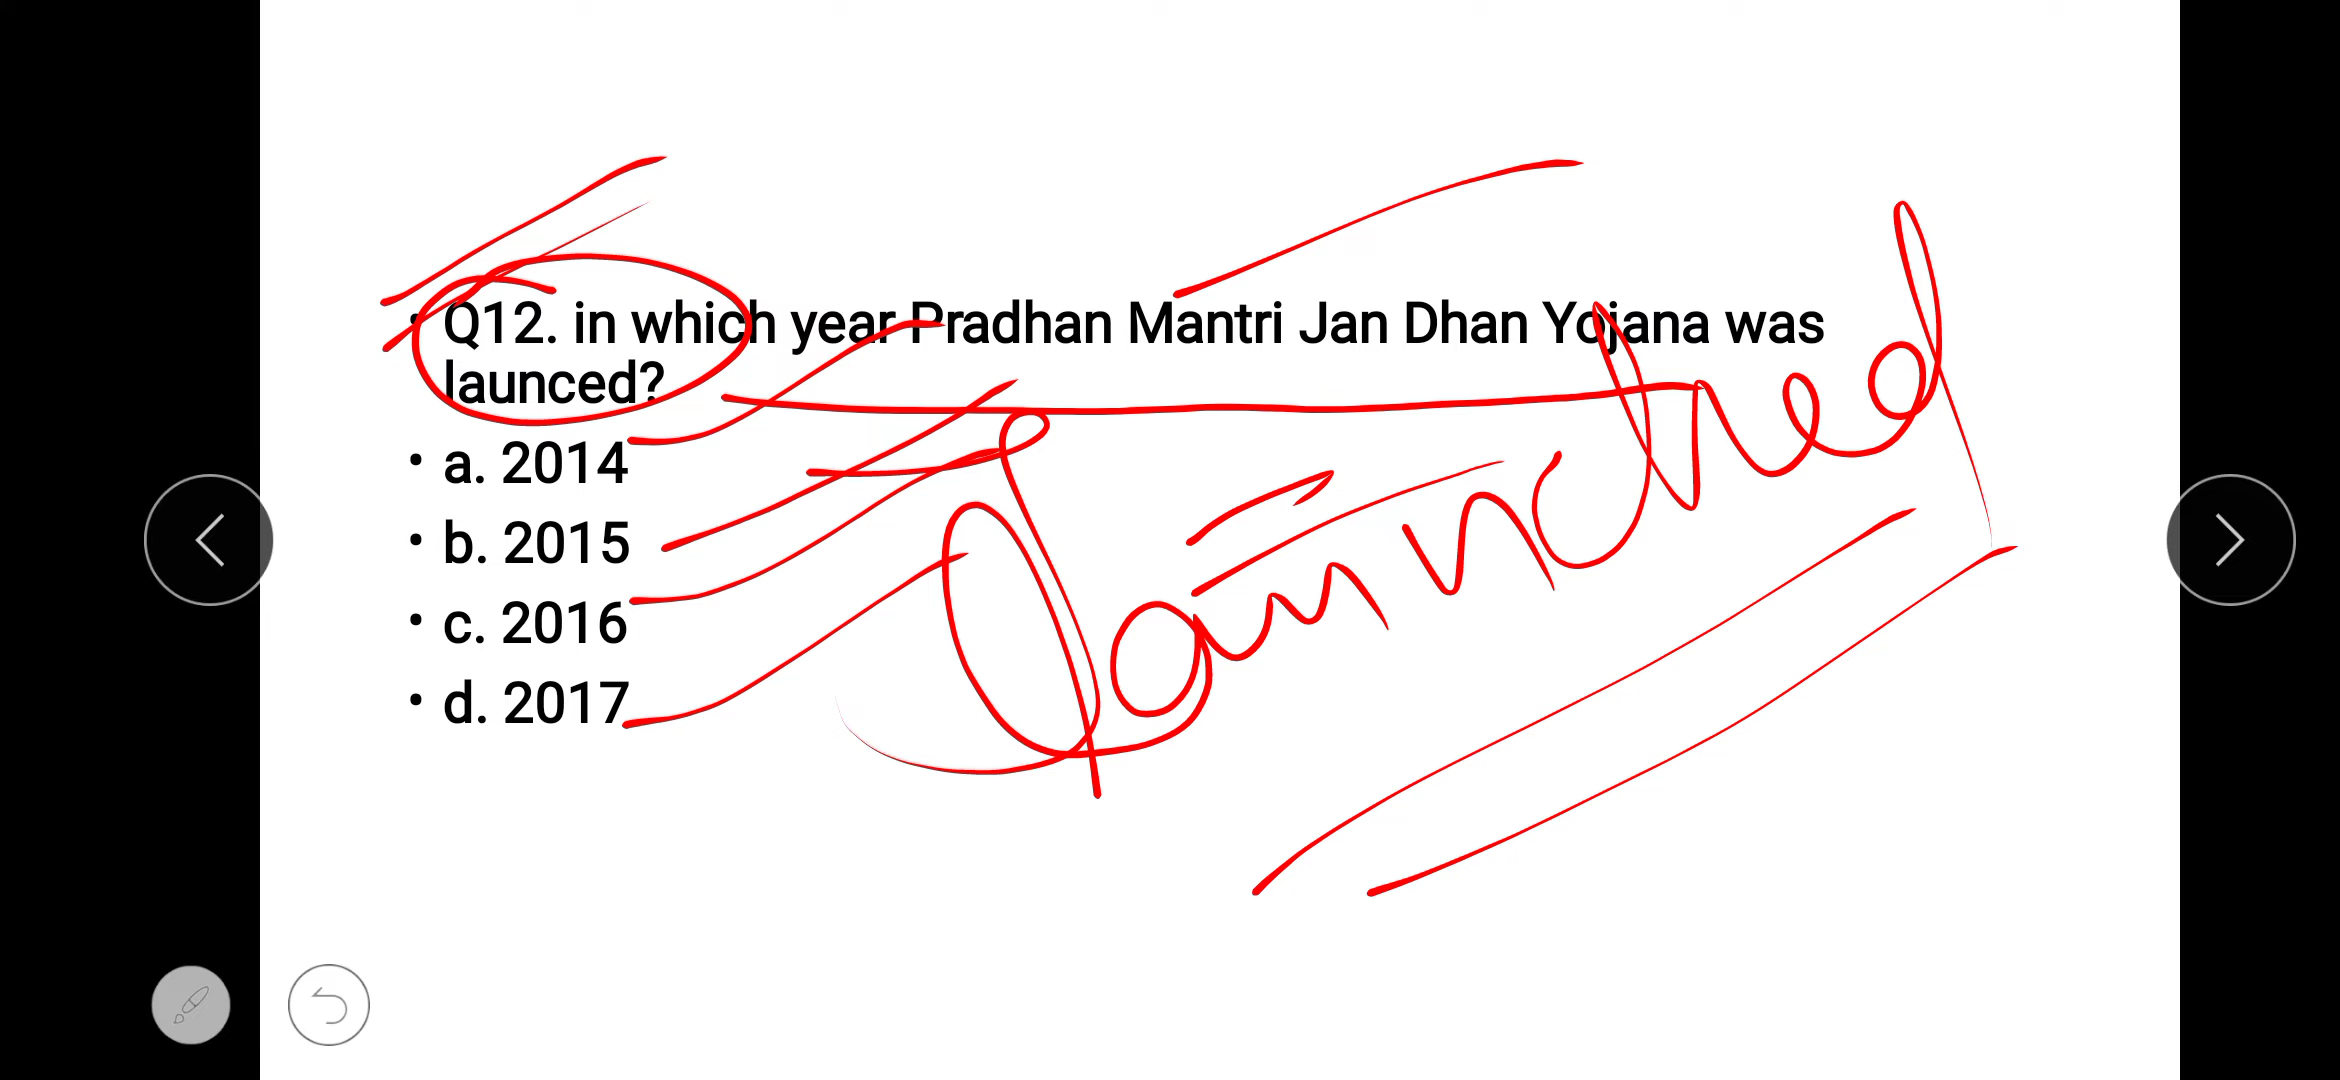 • Q12. in which year Pradhan Mantri Jan Dhan Yojana was
launced?
• a. 2014
• b. 2015
• c. 2016
• d. 2017
Launched